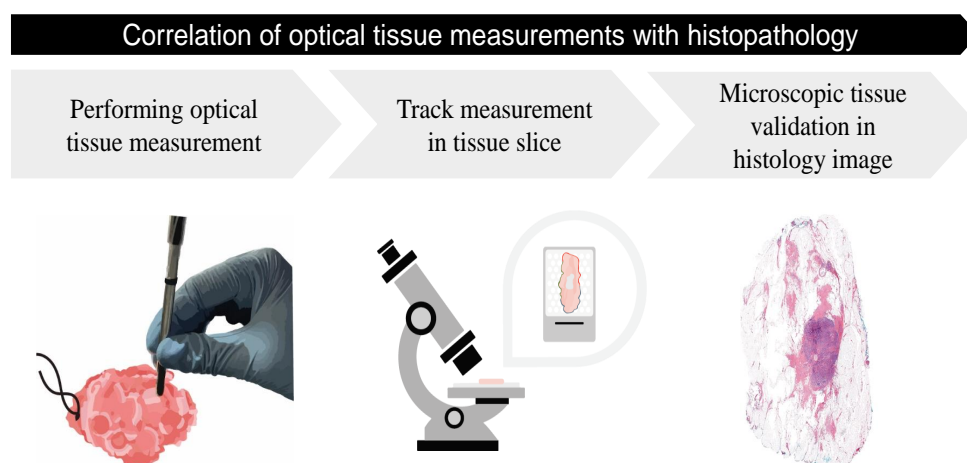 Correlation of optical tissue measurements with histopathology
Performing optical
tissue measurement
Track measurement
in tissue slice
Microscopic tissue
validation in
histology image